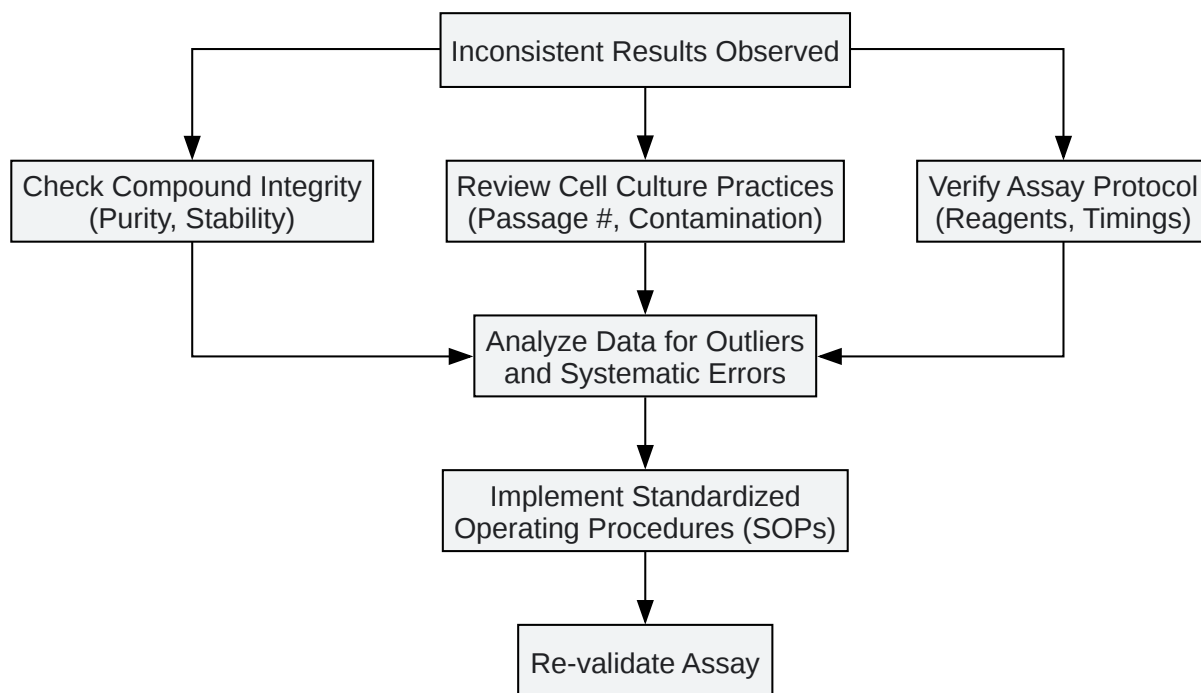 Inconsistent Results Observed
Check Compound Integrity
(Purity, Stability)
Review Cell Culture Practices
(Passage #, Contamination)
Verify Assay Protocol
(Reagents, Timings)
Analyze Data for Outliers
and Systematic Errors
Implement Standardized
Operating Procedures (SOPs)
Re-validate Assay